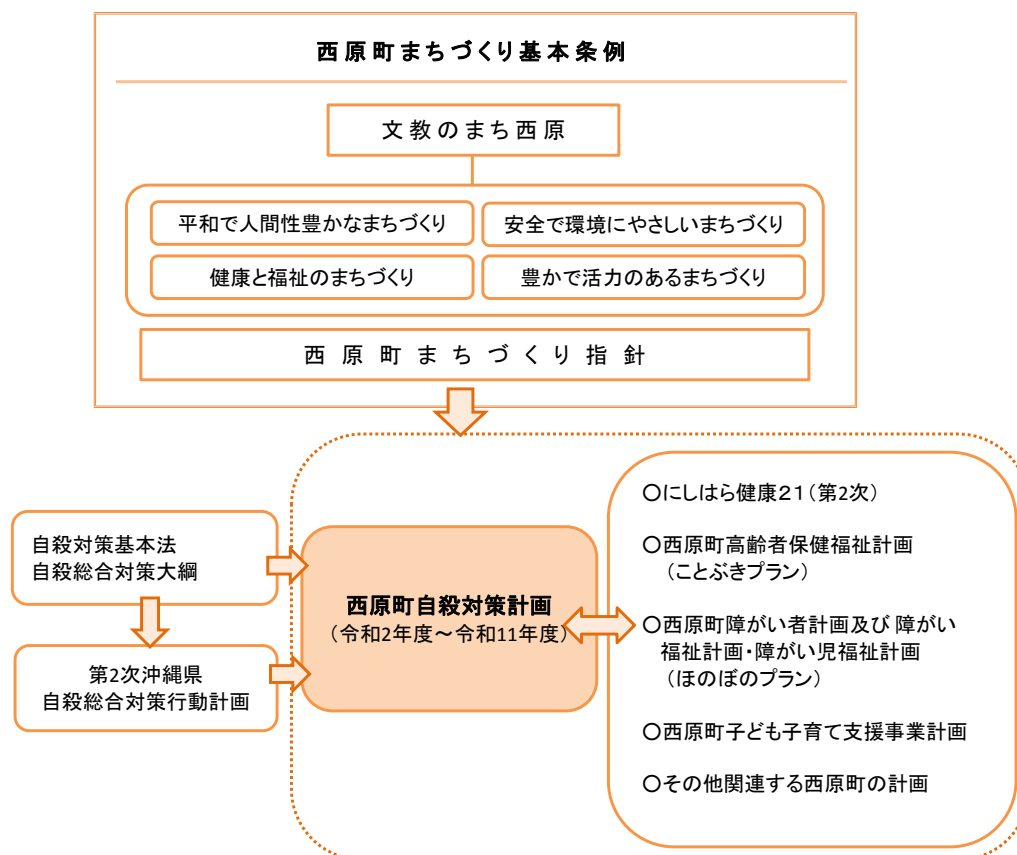 西原町まちづくり基本条例
文教のまち西原
平和で人間性豊かなまちづくり
安全で環境にやさしいまちづくり
健康と福祉のまちづくり
豊かで活力のあるまちづくり
西原町まちづくり指針
自殺対策基本法
自殺総合対策大綱
第2次沖縄県
自殺総合対策行動計画
西原町自殺対策計画
（令和2年度～令和11年度）
〇にしはら健康２１（第2次）
〇西原町高齢者保健福祉計画
（ことぶきプラン）
〇西原町障がい者計画及び 障がい
福祉計画・障がい児福祉計画
（ほのぼのプラン）
〇西原町子ども子育て支援事業計画
〇その他関連する西原町の計画